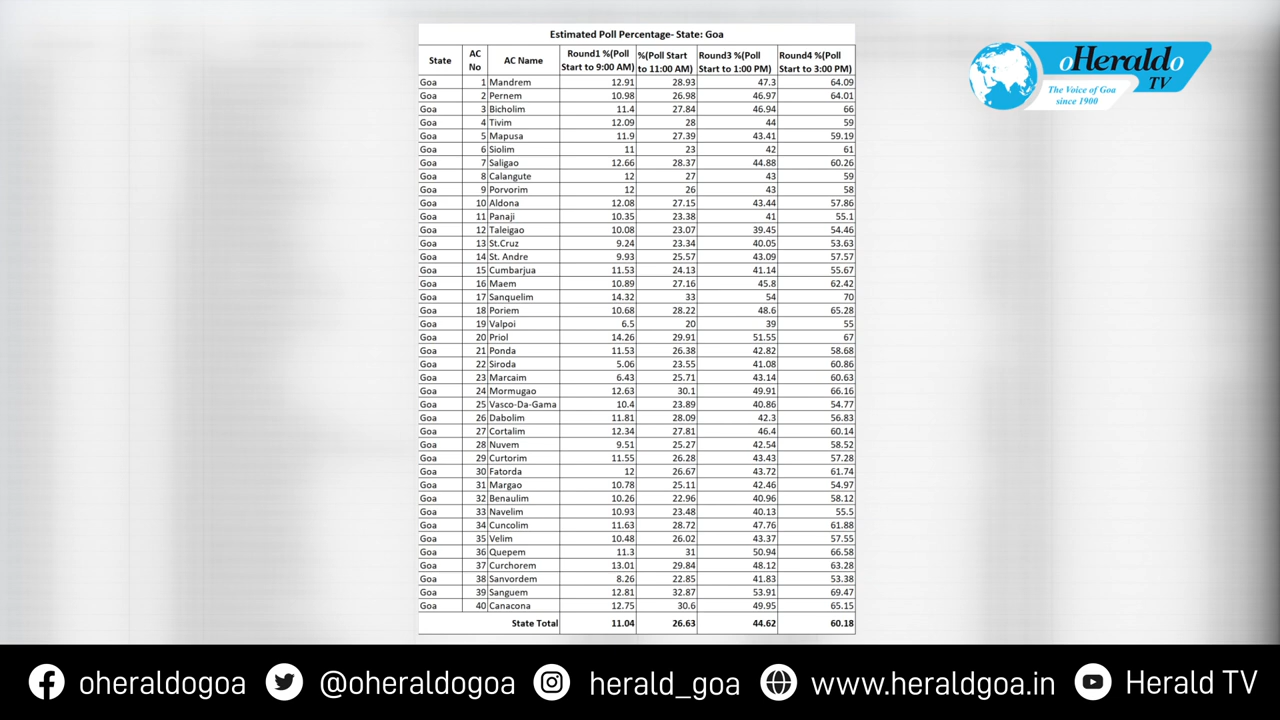 Estimated Poll Percentage- State: Goa
State AC No AC Name Round1 %(Poll Start to 9:00 AM) %(Poll Start to 11:00 AM) Round3 %(Poll Start to 1:00 PM) Round4 %(Poll Start to 3:00 PM)
Goa 1 Mandrem 12.91 28.93 47.3 64.09
Goa 2 Pernem 10.98 26.98 46.97 64.01
Goa 3 Bicholim 11.4 27.84 46.94 66
Goa 4 Tivim 12.09 28 44 59
Goa 5 Mapusa 11.9 27.39 43.41 59.19
Goa 6 Siolim 11 23 42 61
Goa 7 Saligao 12.66 28.37 44.88 60.26
Goa 8 Calangute 12 27 43 59
Goa 9 Porvorim 12 26 43 58
Goa 10 Aldona 12.08 27.15 43.44 57.86
Goa 11 Panaji 10.35 23.38 41 55.1
Goa 12 Taleigao 10.08 23.07 39.45 54.46
Goa 13 St.Cruz 9.24 23.34 40.05 53.63
Goa 14 St. Andre 9.93 25.57 43.09 57.57
Goa 15 Cumbarjua 11.53 24.13 41.14 55.67
Goa 16 Maem 10.89 27.16 45.8 62.42
Goa 17 Sanquelim 14.32 33 54 70
Goa 18 Poriem 10.68 28.22 48.6 65.28
Goa 19 Valpoi 6.5 20 39 55
Goa 20 Priol 14.26 29.91 51.55 67
Goa 21 Ponda 11.53 26.38 42.82 58.68
Goa 22 Siroda 5.06 23.55 41.08 60.86
Goa 23 Marcaim 6.43 25.71 43.14 60.63
Goa 24 Mormugao 12.63 30.1 49.91 66.16
Goa 25 Vasco-Da-Gama 10.4 23.89 40.86 54.77
Goa 26 Dabolim 11.81 28.09 42.3 56.83
Goa 27 Cortalim 12.34 27.81 46.4 60.14
Goa 28 Nuvem 9.51 25.27 42.54 58.52
Goa 29 Curtorim 11.55 26.28 43.43 57.28
Goa 30 Fatorda 12 26.67 43.72 61.74
Goa 31 Margao 10.78 25.11 42.46 54.97
Goa 32 Benaulim 10.26 22.96 40.96 58.12
Goa 33 Navelim 10.93 23.48 40.13 55.5
Goa 34 Cuncolim 11.63 28.72 47.76 61.88
Goa 35 Velim 10.48 26.02 43.37 57.55
Goa 36 Quepem 11.3 31 50.94 66.58
Goa 37 Curchorem 13.01 29.84 48.12 63.28
Goa 38 Sanvordem 8.26 22.85 41.83 53.38
Goa 39 Sanguem 12.81 32.87 53.91 69.47
Goa 40 Canacona 12.75 30.6 49.95 65.15
State Total 11.04 26.63 44.62 60.18
oHeraldo
TV
The Voice of Goa
since 1900
oheraldogoa @oheraldogoa herald_goa www.heraldgoa.in Herald TV